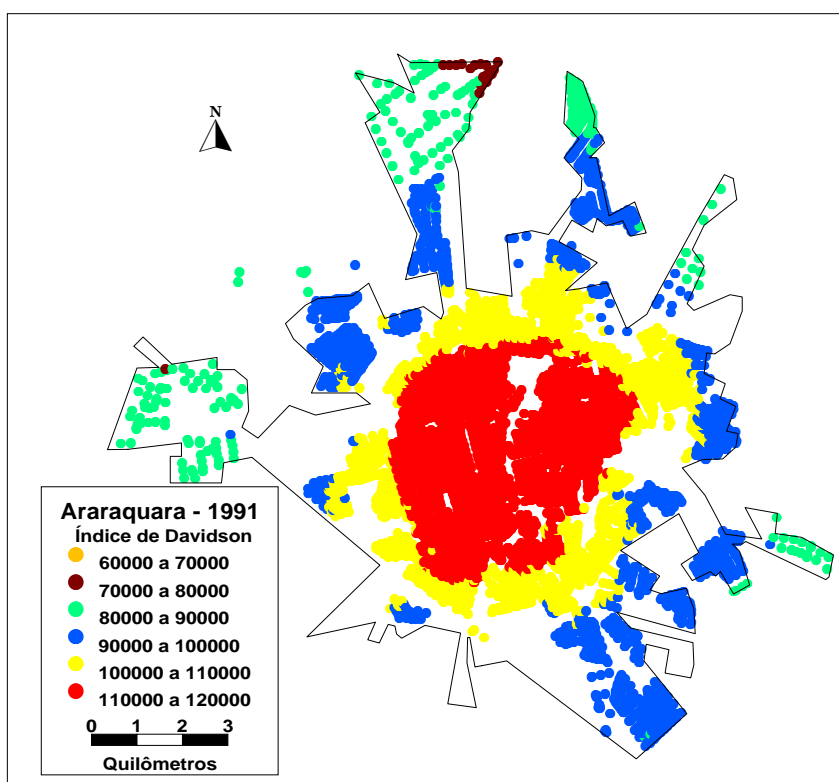 N
Araraquara - 1991
Índice de Davidson
60000 a 70000
70000 a 80000
80000 a 90000
90000 a 100000
100000 a 110000
110000 a 120000
0 1 2 3
Quilômetros